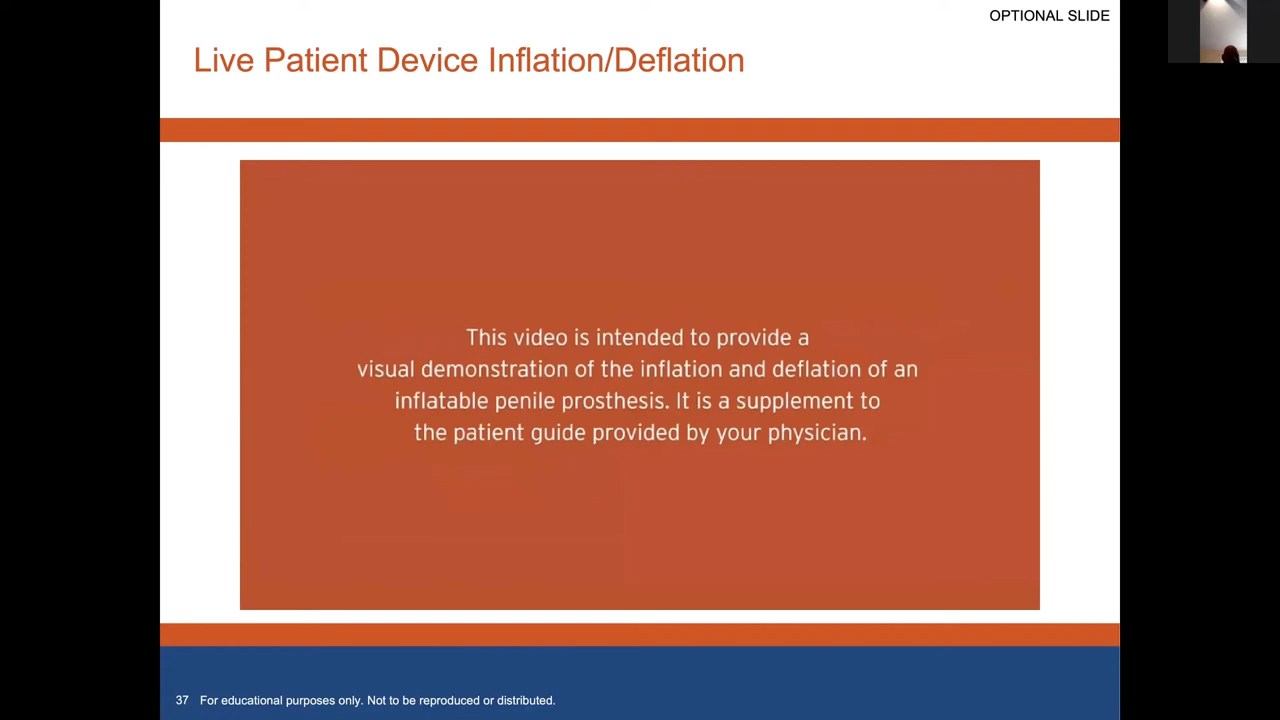 OPTIONAL SLIDE
Live Patient Device Inflation/Deflation
This video is intended to provide a
visual demonstration of the inflation and deflation of an
inflatable penile prosthesis. It is a supplement to
the patient guide provided by your physician.
37 For educational purposes only. Not to be reproduced or distributed.